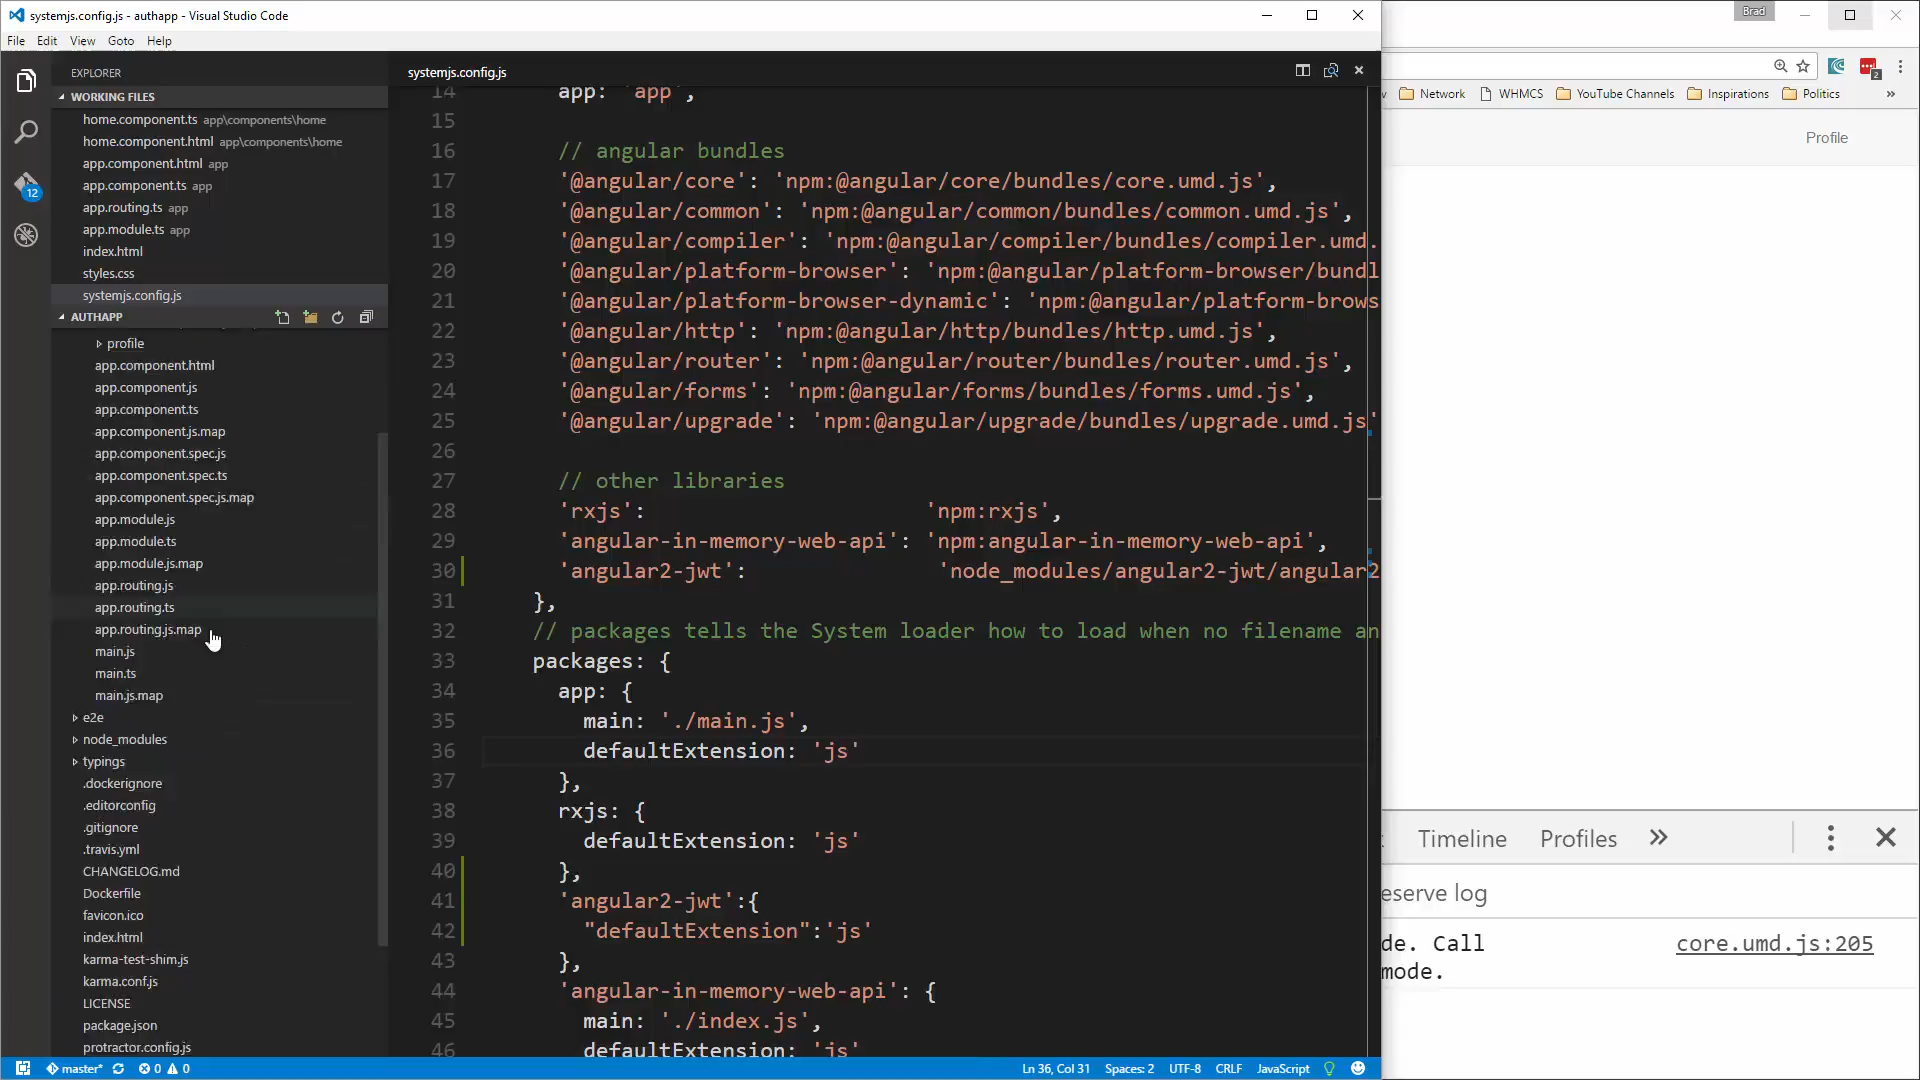 systemjs.config.js - authapp - Visual Studio Code
File Edit View Goto Help
EXPLORER
WORKING FILES
home.component.ts app\components\home
home.component.html app\components\home
app.component.html app
app.component.ts app
app.routing.ts app
app.module.ts app
index.html
styles.css
systemjs.config.js
AUTHAPP
profile
app.component.html
app.component.js
app.component.ts
app.component.js.map
app.component.spec.js
app.component.spec.ts
app.component.spec.js.map
app.module.js
app.module.ts
app.module.js.map
app.routing.js
app.routing.ts
app.routing.js.map
main.js
main.ts
main.js.map
e2e
node_modules
typings
.dockerignore
.editorconfig
.gitignore
.travis.yml
CHANGELOG.md
Dockerfile
favicon.ico
index.html
karma-test-shim.js
karma.conf.js
LICENSE
package.json
protractor.config.js
12
systemjs.config.js
14 app: 'app',
15
16 // angular bundles
17 '@angular/core': 'npm:@angular/core/bundles/core.umd.js',
18 '@angular/common': 'npm:@angular/common/bundles/common.umd.js',
19 '@angular/compiler': 'npm:@angular/compiler/bundles/compiler.umd.
20 '@angular/platform-browser': 'npm:@angular/platform-browser/bundl
21 '@angular/platform-browser-dynamic': 'npm:@angular/platform-brows
22 '@angular/http': 'npm:@angular/http/bundles/http.umd.js',
23 '@angular/router': 'npm:@angular/router/bundles/router.umd.js',
24 '@angular/forms': 'npm:@angular/forms/bundles/forms.umd.js',
25 '@angular/upgrade': 'npm:@angular/upgrade/bundles/upgrade.umd.js'
26
27 // other libraries
28 'rxjs': 'npm:rxjs',
29 'angular-in-memory-web-api': 'npm:angular-in-memory-web-api',
30 'angular2-jwt': 'node_modules/angular2-jwt/angular2
31 },
32 // packages tells the System loader how to load when no filename an
33 packages: {
34 app: {
35 main: './main.js',
36 defaultExtension: 'js'
37 },
38 rxjs: {
39 defaultExtension: 'js'
40 },
41 'angular2-jwt':{
42 "defaultExtension":'js'
43 },
44 'angular-in-memory-web-api': {
45 main: './index.js',
46 defaultExtension: 'js'
master* 0 0
Ln 36, Col 31 Spaces: 2 UTF-8 CRLF JavaScript
Brad
2
Network WHMCS YouTube Channels Inspirations Politics »
Profile
Timeline Profiles »
eserve log
de. Call core.umd.js:205
mode.